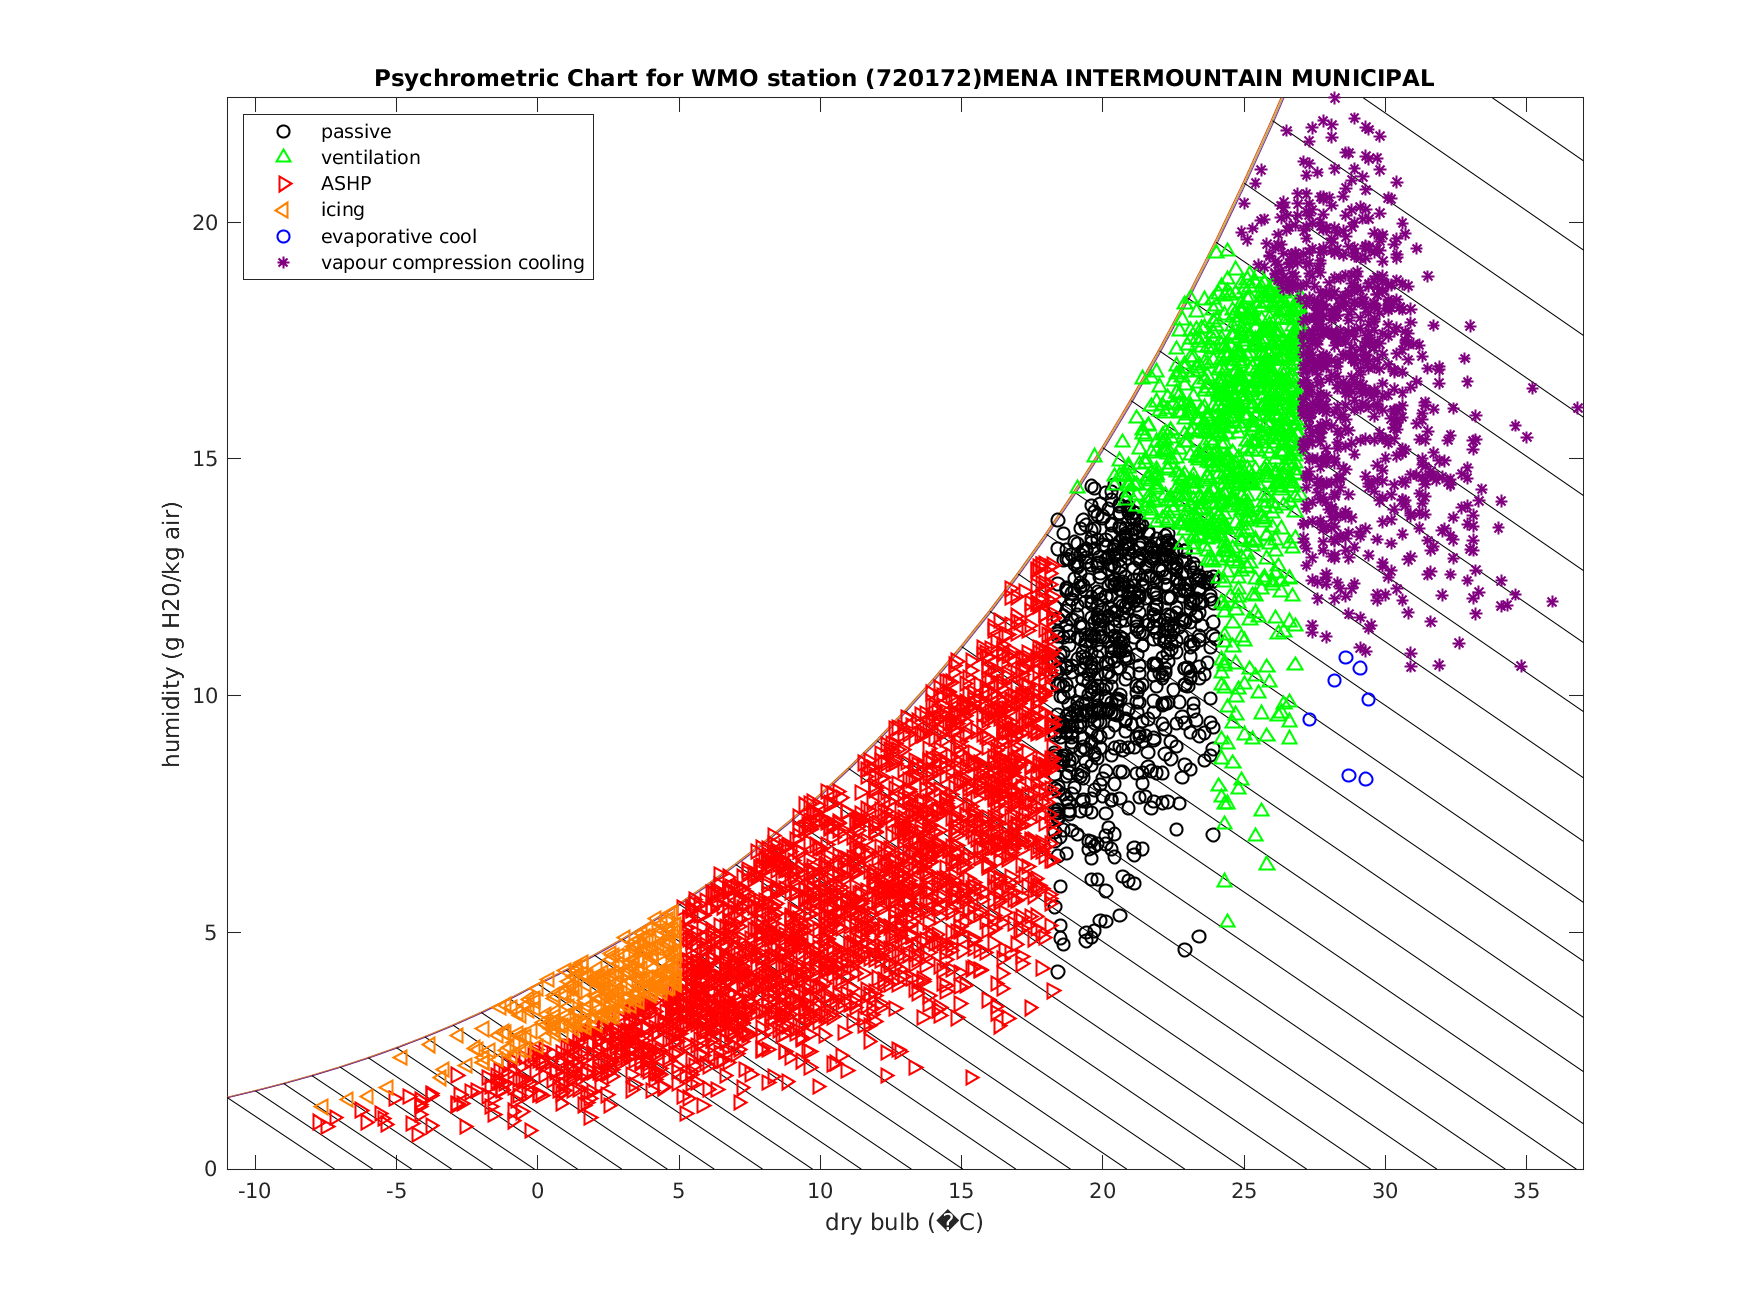 Psychrometric Chart for WMO station (720172)MENA INTERMOUNTAIN MUNICIPAL
passive
ventilation
ASHP
icing
evaporative cool
vapour compression cooling
humidity (g H20/kg air)
20
15
10
5
0
-10 -5 0 5 10 15 20 25 30 35
dry bulb (�C)